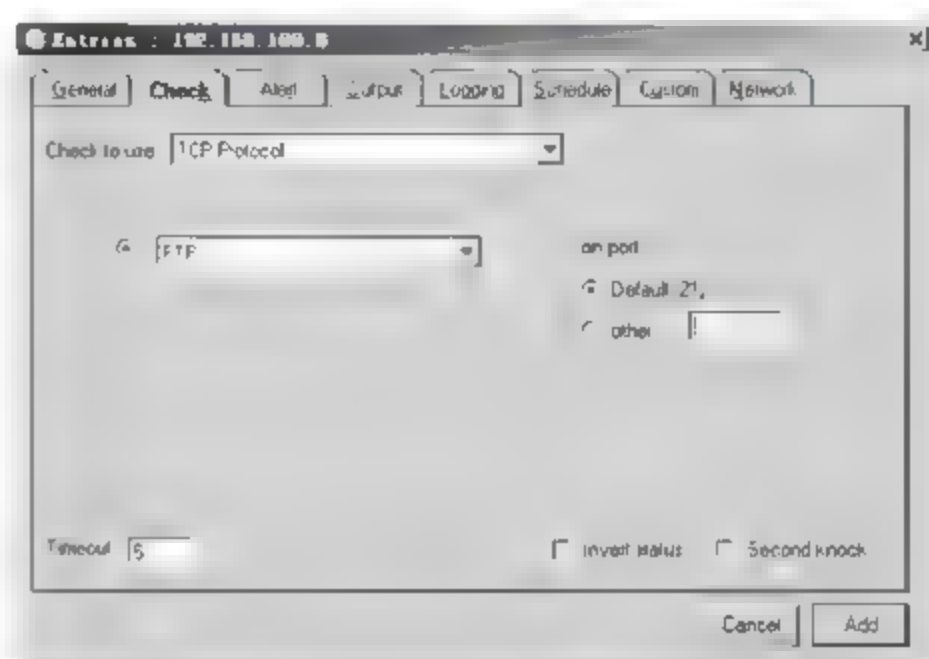 Entries : 192.168.100.5
General Check Alert Output Logging Schedule Custom Network
Check to use TCP Protocol
FTP
on port
Default 21,
other
Timeout 5
Invert status Second knock
Cancel Add